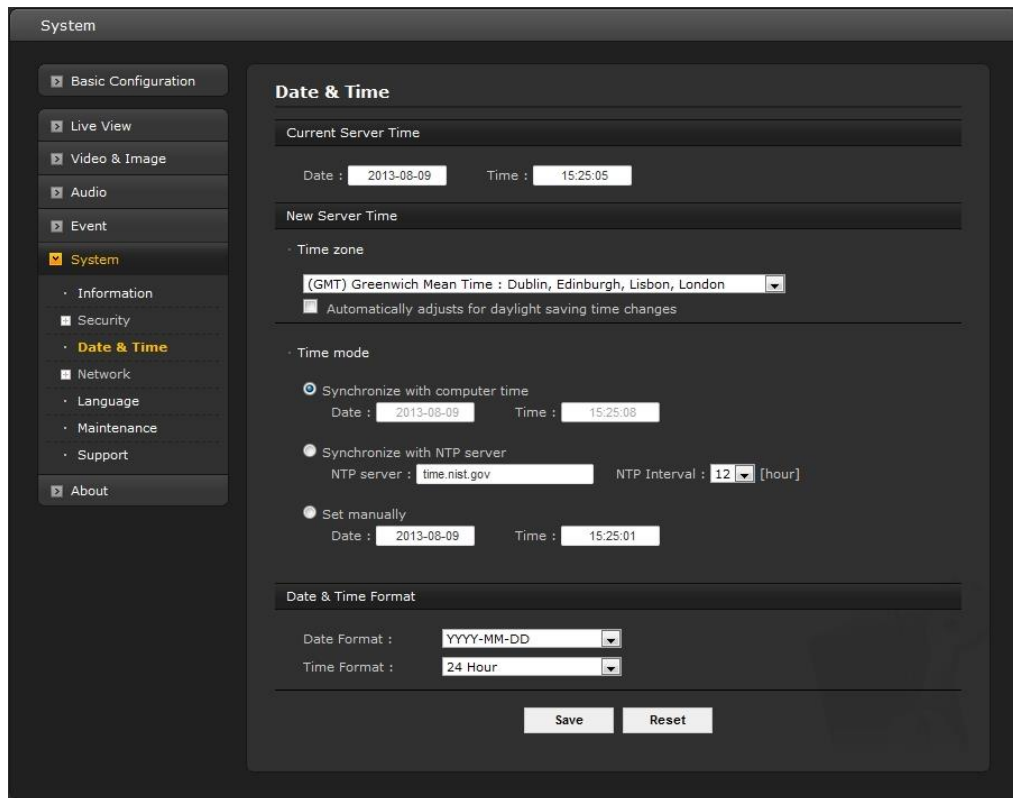 System
Basic Configuration
Live View
Video & Image
Audio
Event
System
Information
Security
Date & Time
Network
Language
Maintenance
Support
About
Date & Time
Current Server Time
Date : 2013-08-09 Time : 15:25:05
New Server Time
Time zone
(GMT) Greenwich Mean Time : Dublin, Edinburgh, Lisbon, London
Automatically adjusts for daylight saving time changes
Time mode
Synchronize with computer time
Date : 2013-08-09 Time : 15:25:08
Synchronize with NTP server
NTP server : time.nist.gov NTP Interval : 12 [hour]
Set manually
Date : 2013-08-09 Time : 15:25:01
Date & Time Format
Date Format : YYYY-MM-DD
Time Format : 24 Hour
Save Reset